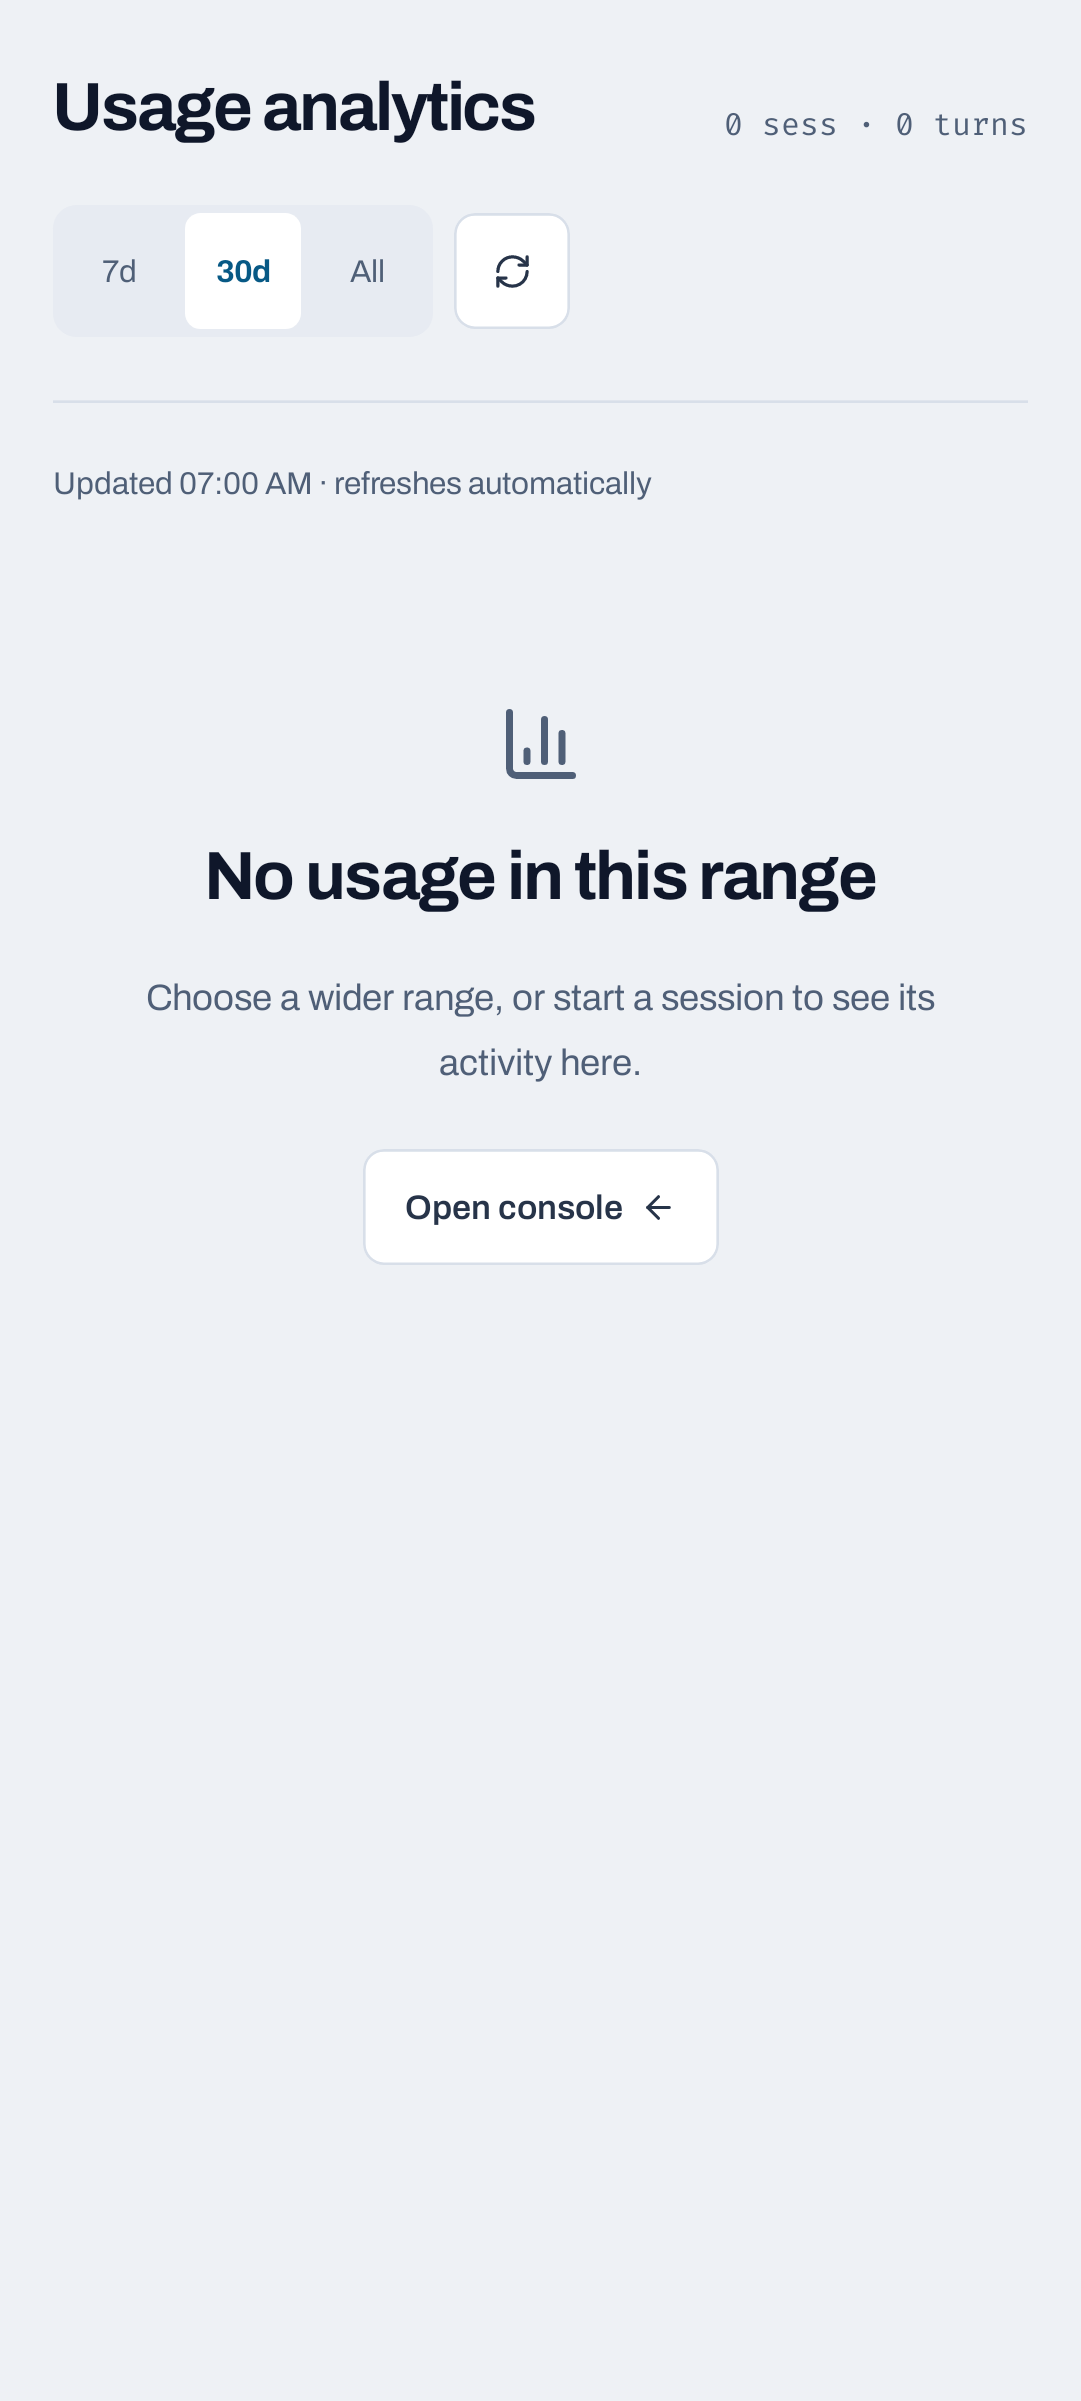 Usage analytics
0 sess · 0 turns
7d
30d
All
Updated 07:00 AM · refreshes automatically
No usage in this range
Choose a wider range, or start a session to see its
activity here.
Open console